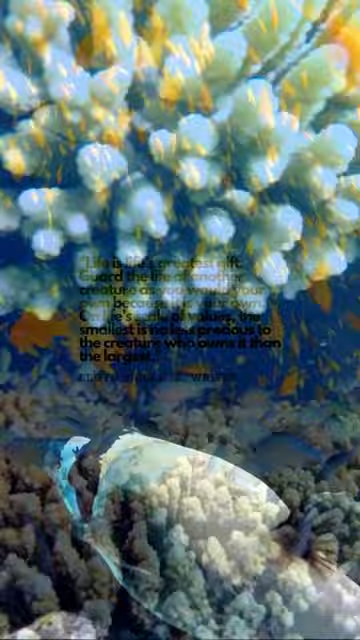 "Life is life's greatest gift.
Guard the life of another
creature as you would your
own because it is your own.
On life's scale of values, the
smallest is no less precious to
the creature who owns it than
the largest."
WRITER